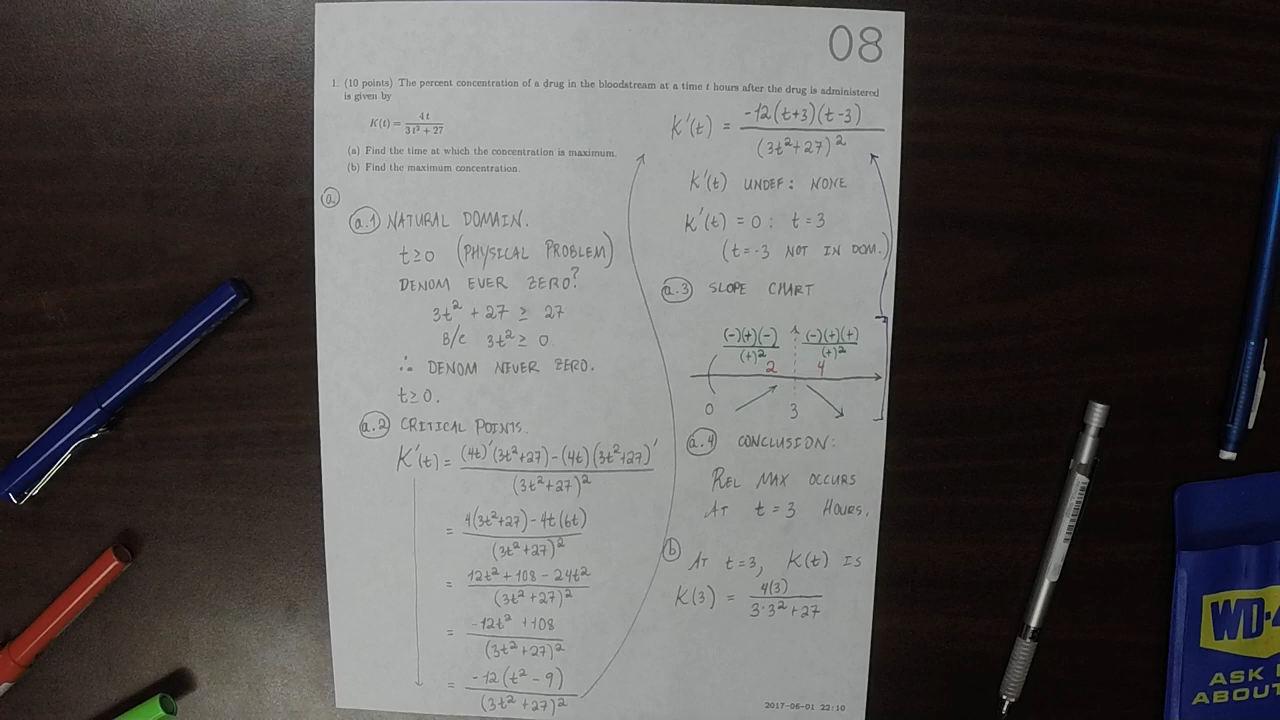 08
1. (10 points) The percent concentration of a drug in the bloodstream at a time t hours after the drug is administered
is given by
K(t) = 4t / (3t² + 27)
(a) Find the time at which the concentration is maximum.
(b) Find the maximum concentration.
ⓐ
(a.1) NATURAL DOMAIN.
t≥0 (PHYSICAL PROBLEM)
DENOM EVER ZERO?
3t² + 27 ≥ 27
B/C 3t² ≥ 0
∴ DENOM NEVER ZERO.
t≥0.
(a.2) CRITICAL POINTS.
K'(t) = ((4t)'(3t²+27) - (4t)(3t²+27)') / (3t²+27)²
= (4(3t²+27) - 4t(6t)) / (3t²+27)²
= (12t² + 108 - 24t²) / (3t²+27)²
= (-12t² + 108) / (3t²+27)²
= (-12(t² - 9)) / (3t²+27)²
K'(t) = (-12(t+3)(t-3)) / (3t²+27)²
K'(t) UNDEF: NONE
K'(t) = 0: t = 3
(t = -3 NOT IN DOM.)
(a.3) SLOPE CHART
(-)(+)(-) / (+)² (-)(+)(+) / (+)²
2 4
0 3
(a.4) CONCLUSION:
REL MAX OCCURS
AT t = 3 HOURS.
ⓑ AT t=3, K(t) IS
K(3) = 4(3) / (3·3² + 27)
2017-06-01 22:10
WD-4
ASK
ABOUT